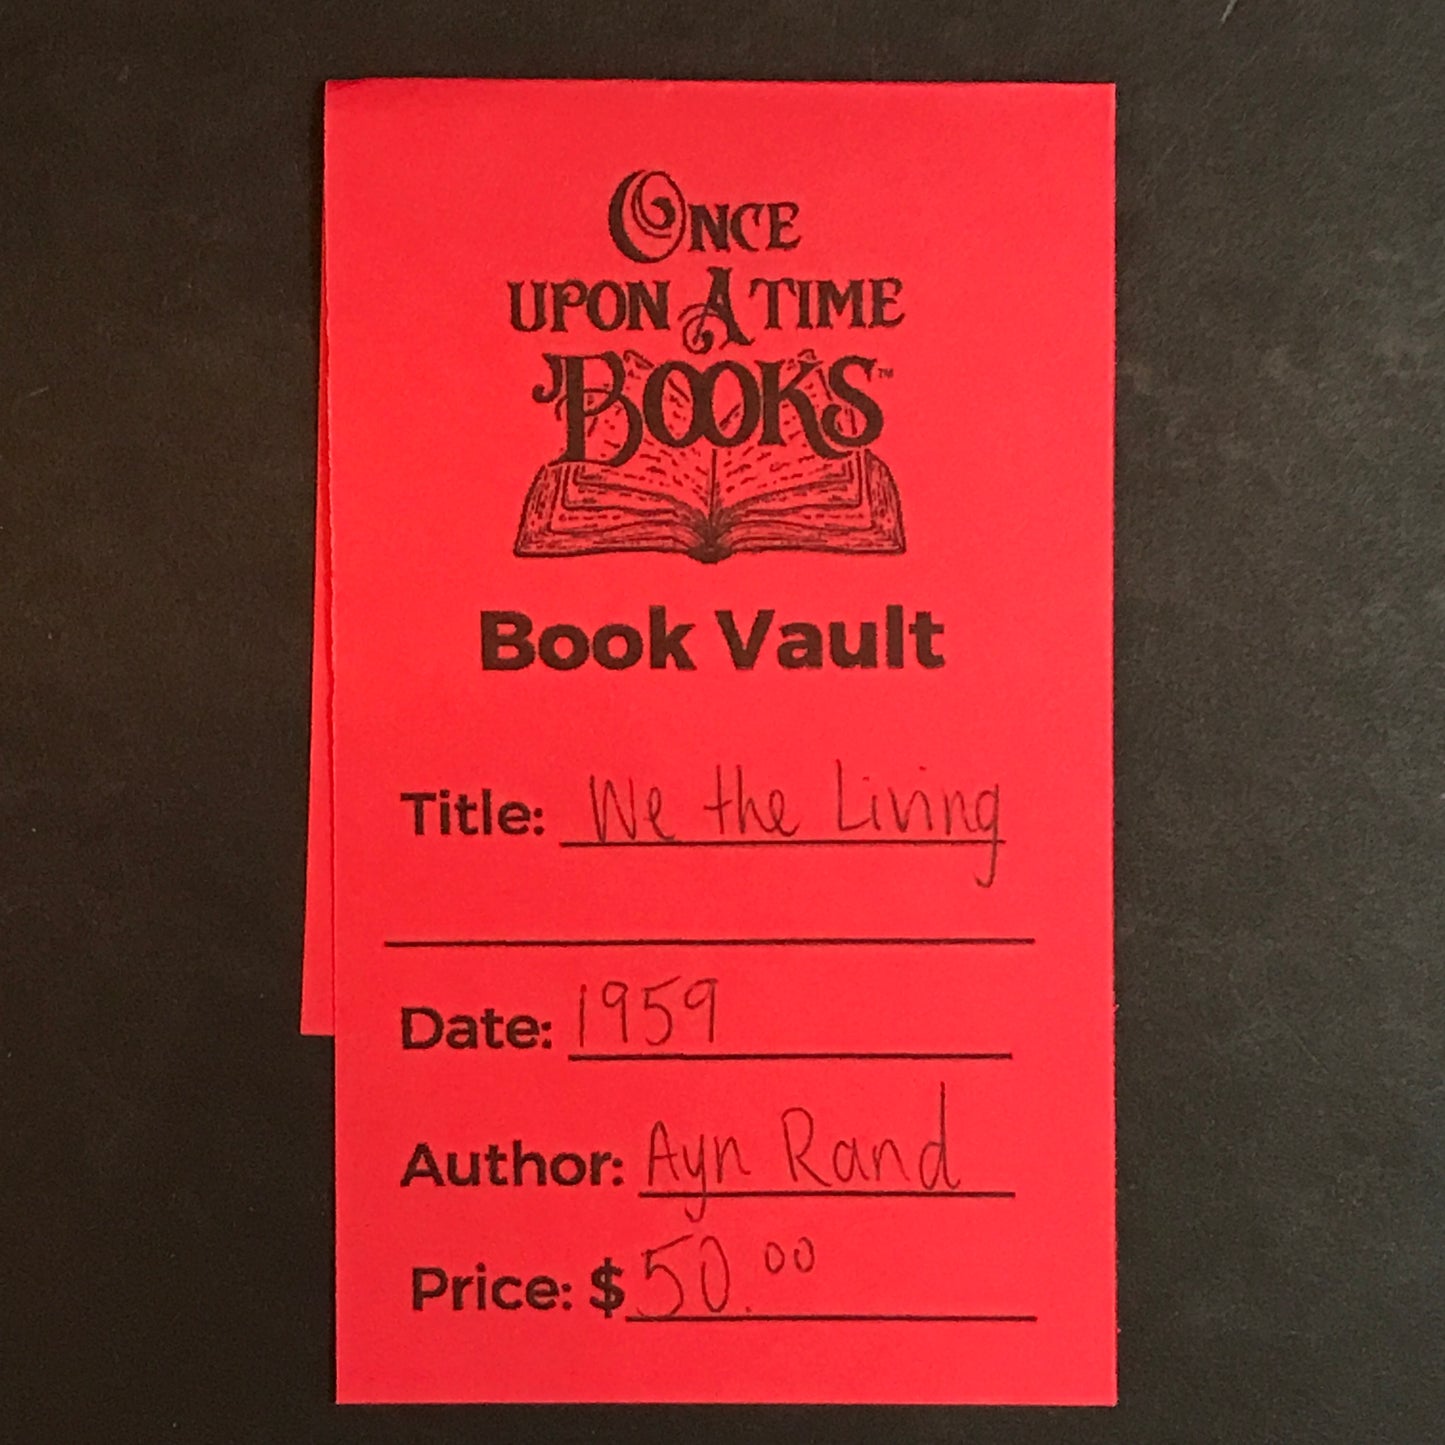 ONCE
UPON A TIME
BOOKS™
Book Vault
Title: We the Living
Date: 1959
Author: Ayn Rand
Price: $50.00